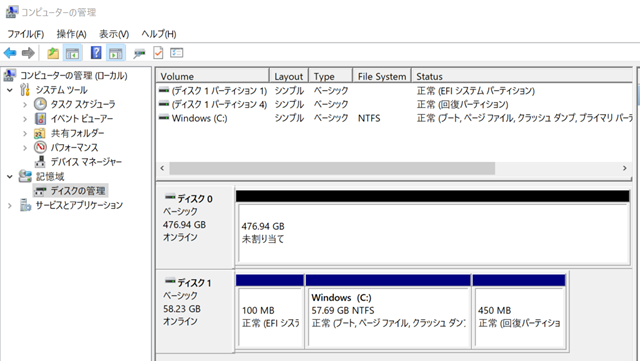 コンピューターの管理
ファイル(F) 操作(A) 表示(V) ヘルプ(H)
コンピューターの管理 (ローカル)
システム ツール
タスク スケジューラ
イベント ビューアー
共有フォルダー
パフォーマンス
デバイス マネージャー
記憶域
ディスクの管理
サービスとアプリケーション
Volume Layout Type File System Status
(ディスク 1 パーティション 1) シンプル ベーシック 正常 (EFI システム パーティション)
(ディスク 1 パーティション 4) シンプル ベーシック 正常 (回復パーティション)
Windows (C:) シンプル ベーシック NTFS 正常 (ブート, ページ ファイル, クラッシュ ダンプ, プライマリ パー
ディスク 0
ベーシック
476.94 GB
オンライン
476.94 GB
未割り当て
ディスク 1
ベーシック
58.23 GB
オンライン
100 MB
正常 (EFI シス
Windows (C:)
57.69 GB NTFS
正常 (ブート, ページ ファイル, クラッシュ ダン
450 MB
正常 (回復パーティショ